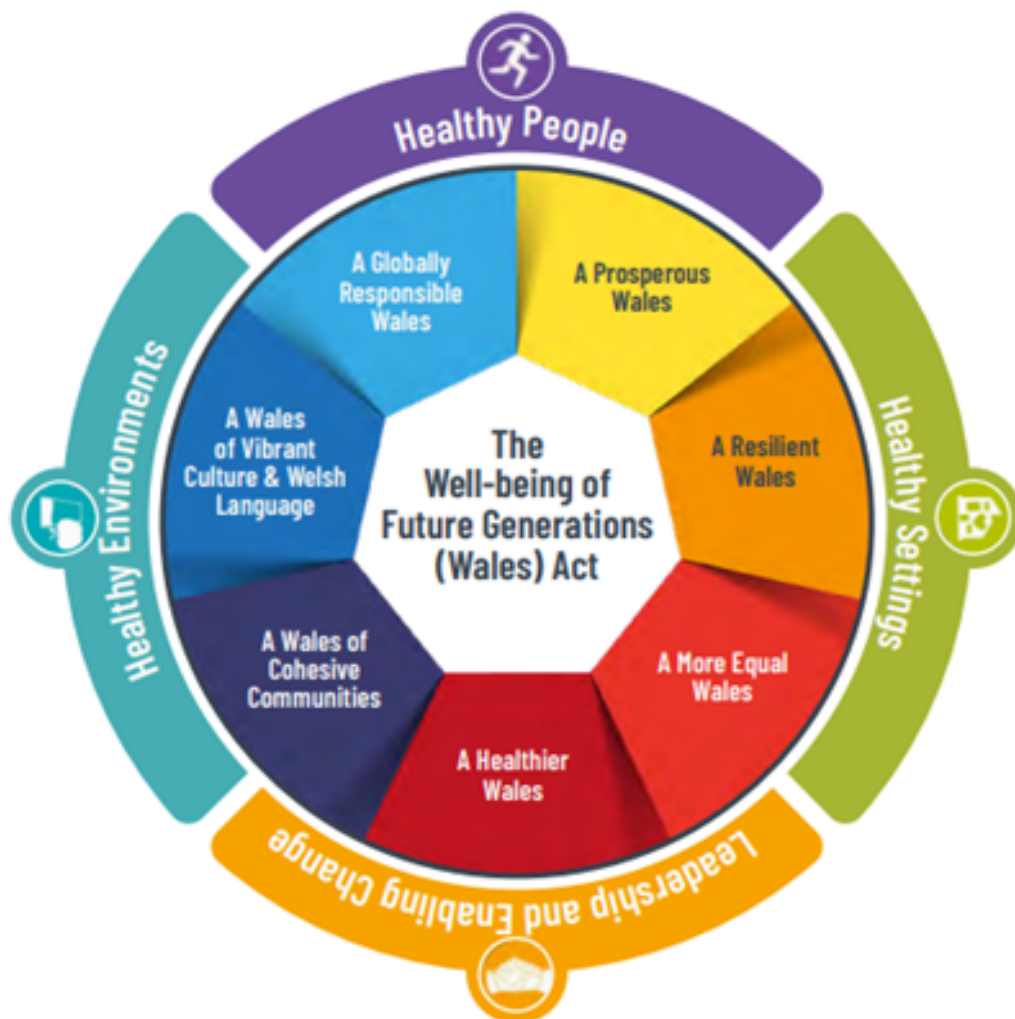 Healthy People
A Globally
Responsible
Wales
A Prosperous
Wales
A Resilient
Wales
A More Equal
Wales
A Healthier
Wales
A Wales of
Cohesive
Communities
A Wales
of Vibrant
Culture & Welsh
Language
The
Well-being of
Future Generations
(Wales) Act
Healthy Settings
Leadership and Enabling Change
Healthy Environments